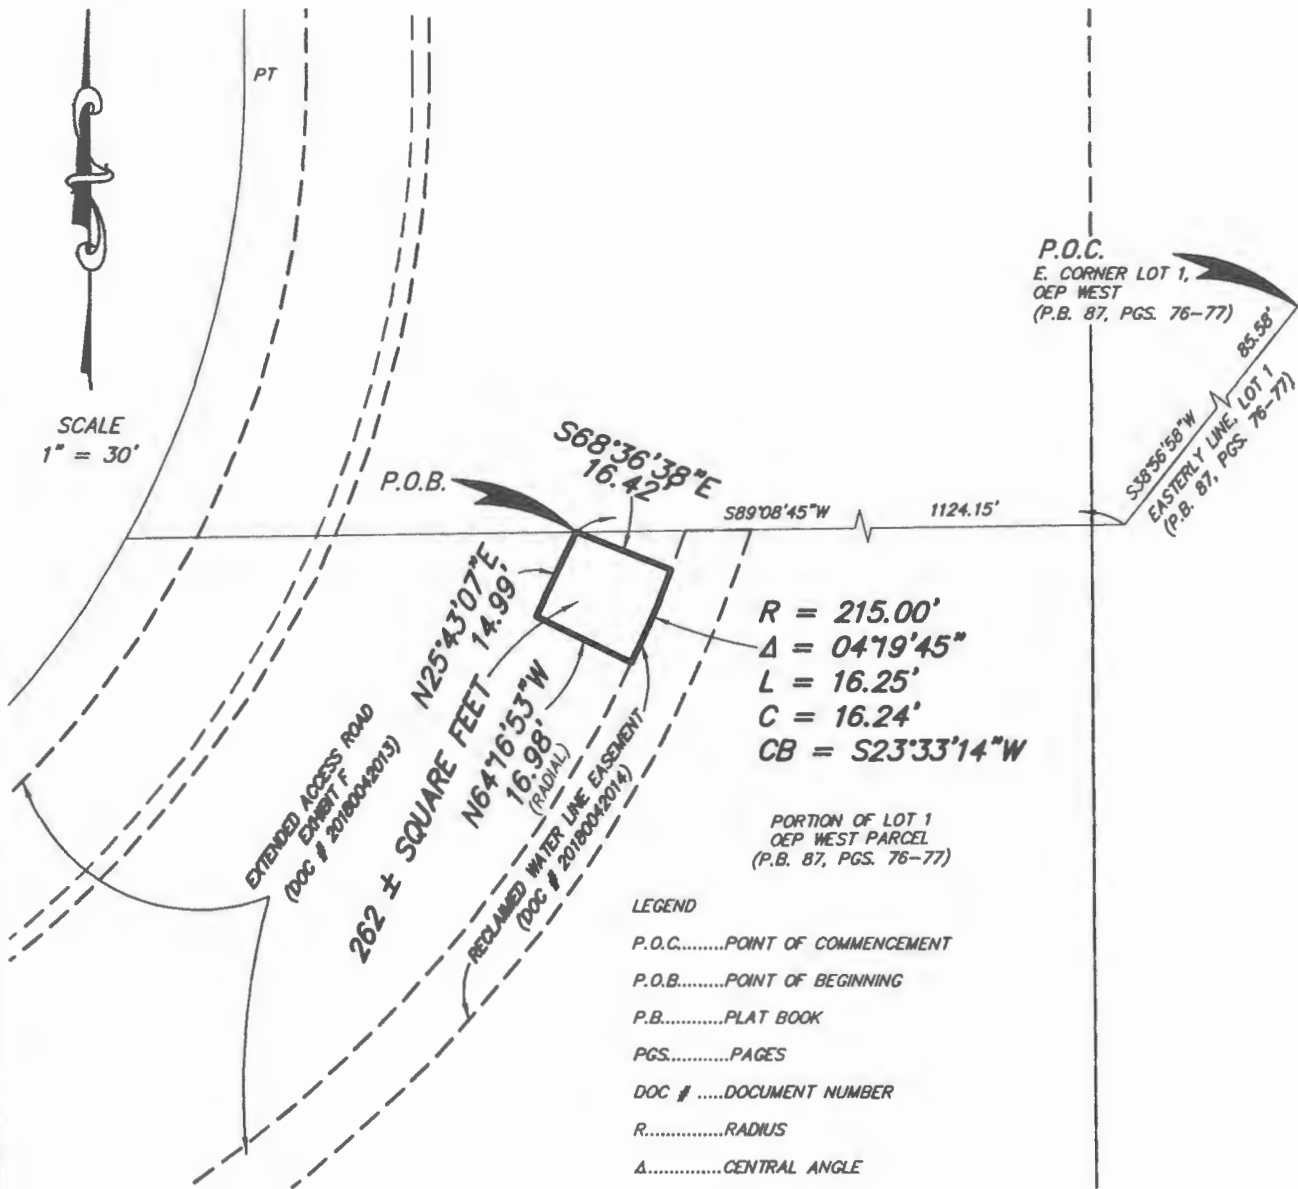 PT
SCALE
1" = 30'
P.O.C.
E. CORNER LOT 1,
OEP WEST
(P.B. 87, PGS. 76-77)
85.58'
S38°56'58"W
EASTERLY LINE, LOT 1
(P.B. 87, PGS. 76-77)
S68°36'38"E
16.42'
P.O.B.
S89°08'45"W
1124.15'
N25°43'07"E
14.99'
262 ± SQUARE FEET
N64°16'53"W
16.98'
(RADIAL)
R = 215.00'
Δ = 04°19'45"
L = 16.25'
C = 16.24'
CB = S23°33'14"W
EXTENDED ACCESS ROAD
EXHIBIT F
(DOC # 20180042013)
RECLAIMED WATER LINE EASEMENT
(DOC # 20180042014)
PORTION OF LOT 1
OEP WEST PARCEL
(P.B. 87, PGS. 76-77)
LEGEND
P.O.C.........POINT OF COMMENCEMENT
P.O.B.........POINT OF BEGINNING
P.B............PLAT BOOK
PGS...........PAGES
DOC # .....DOCUMENT NUMBER
R...............RADIUS
Δ..............CENTRAL ANGLE